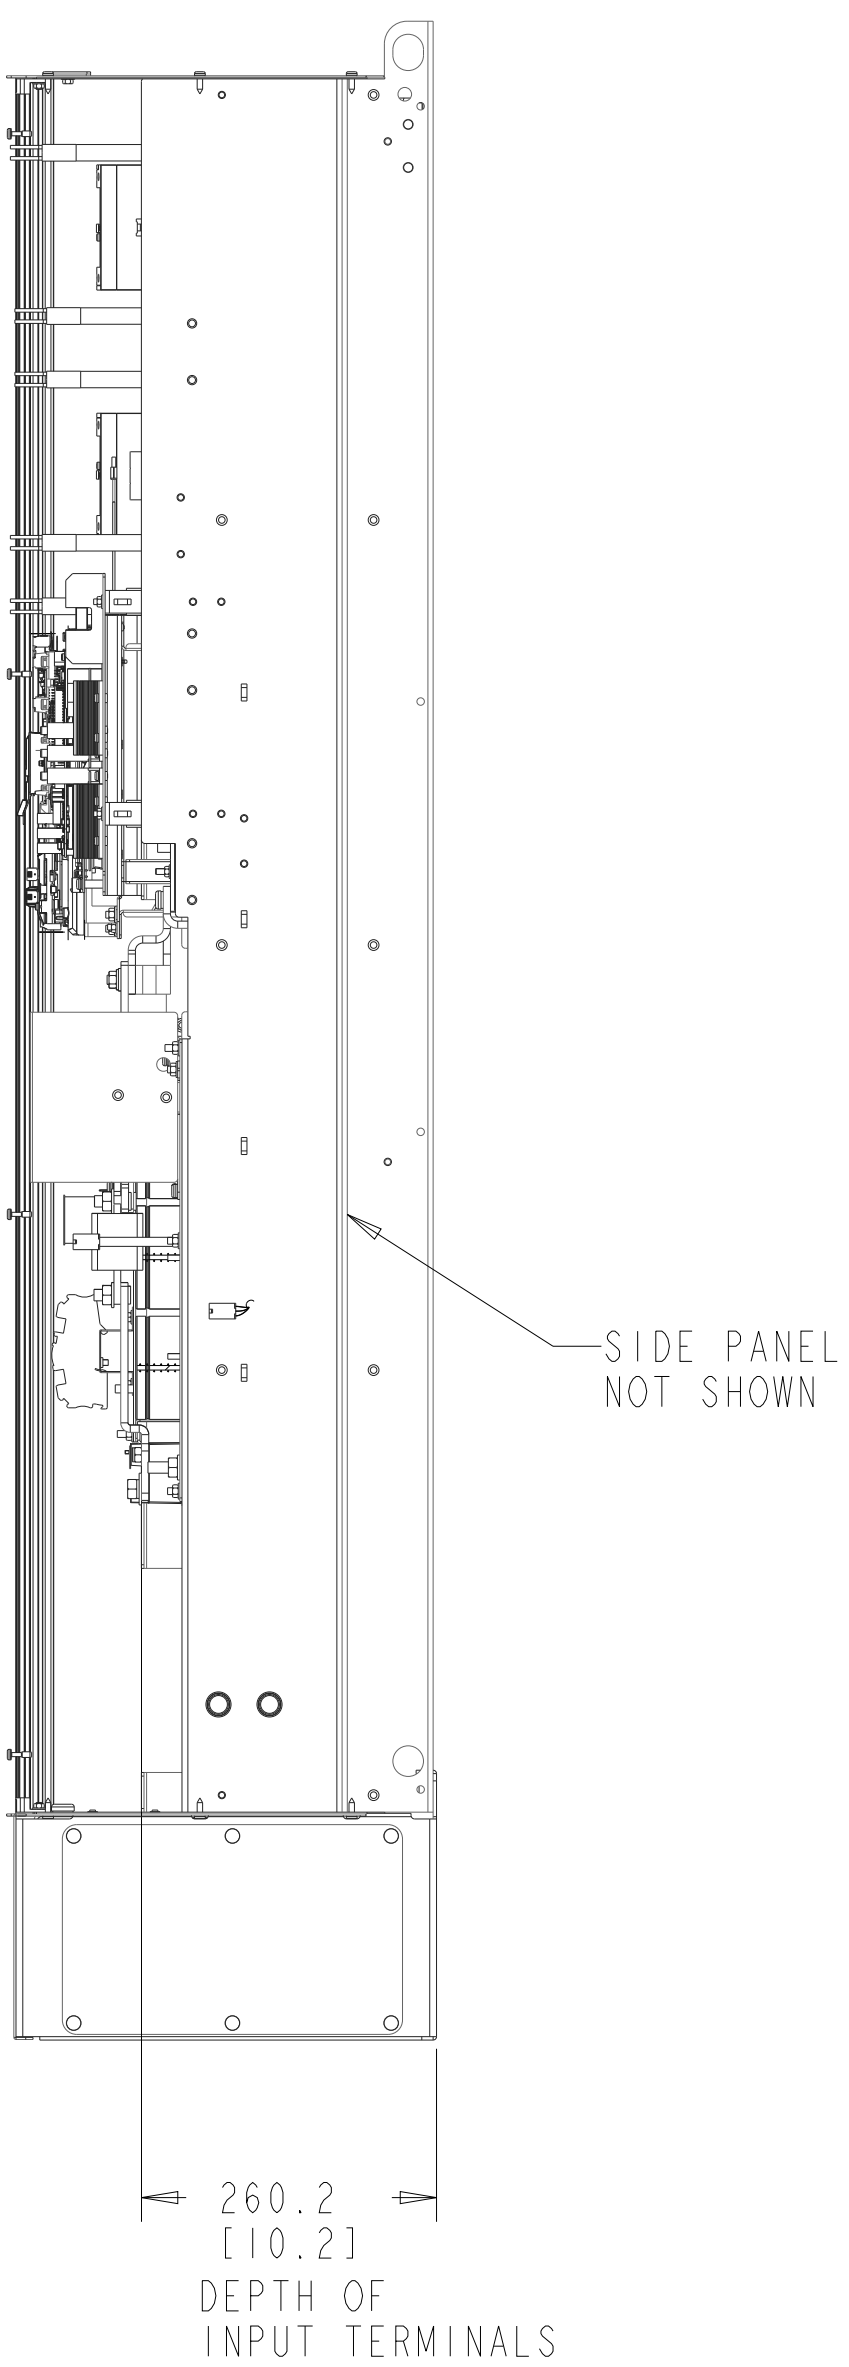 SIDE PANEL
NOT SHOWN
260.2
[10.2]
DEPTH OF
INPUT TERMINALS